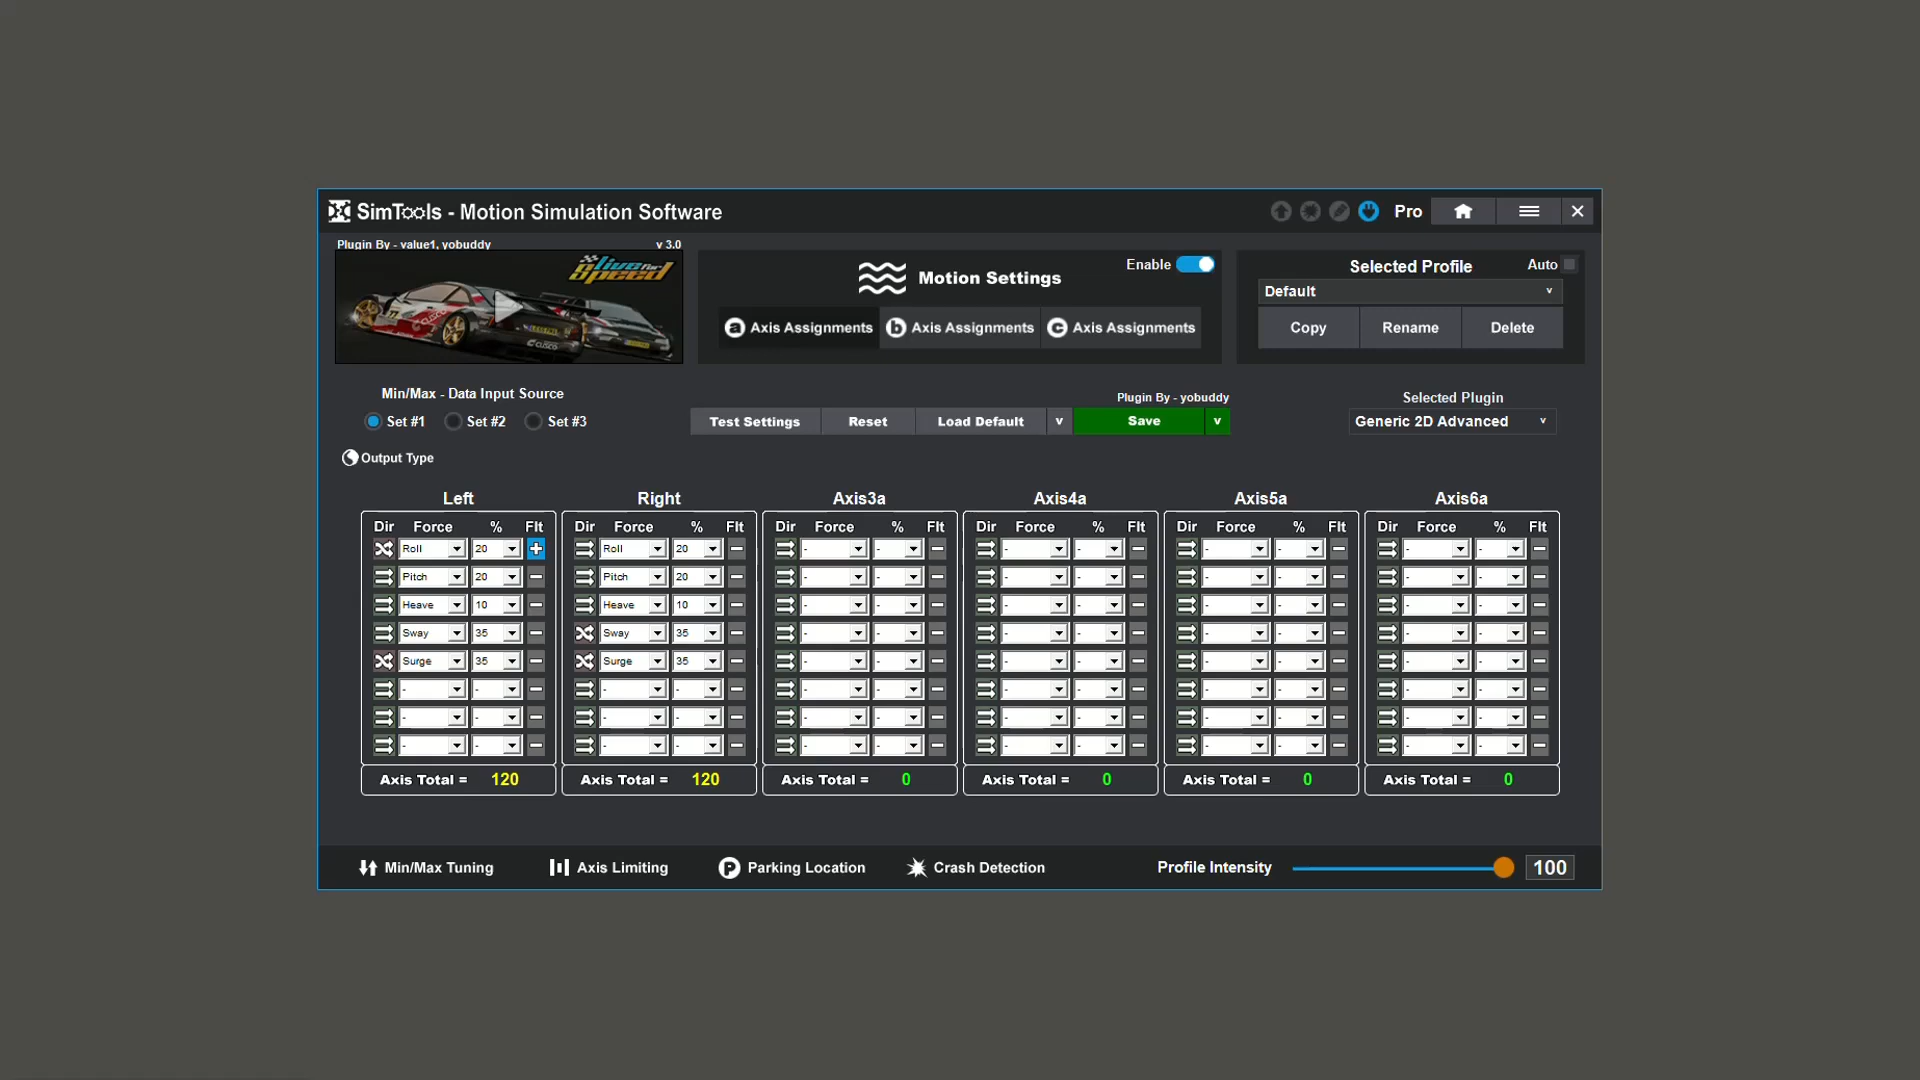 SimTools - Motion Simulation Software
Pro
Plugin By - value1, yobuddy
v 3.0
Live for Speed
Motion Settings
Enable
a Axis Assignments
b Axis Assignments
c Axis Assignments
Selected Profile
Auto
Default
v
Copy
Rename
Delete
Min/Max - Data Input Source
Set #1
Set #2
Set #3
Plugin By - yobuddy
Test Settings
Reset
Load Default
v
Save
v
Selected Plugin
Generic 2D Advanced
v
Output Type
Left Right Axis3a Axis4a Axis5a Axis6a
Dir Force % Flt Dir Force % Flt Dir Force % Flt Dir Force % Flt Dir Force % Flt Dir Force % Flt
Roll 20 + Roll 20 - - - - - - - -
Pitch 20 Pitch 20 - - - - - - - -
Heave 10 Heave 10 - - - - - - - -
Sway 35 Sway 35 - - - - - - - -
Surge 35 Surge 35 - - - - - - - -
- - - - - - - - - - - -
- - - - - - - - - - - -
- - - - - - - - - - - -
Axis Total = 120 Axis Total = 120 Axis Total = 0 Axis Total = 0 Axis Total = 0 Axis Total = 0
Min/Max Tuning
Axis Limiting
P Parking Location
Crash Detection
Profile Intensity
100